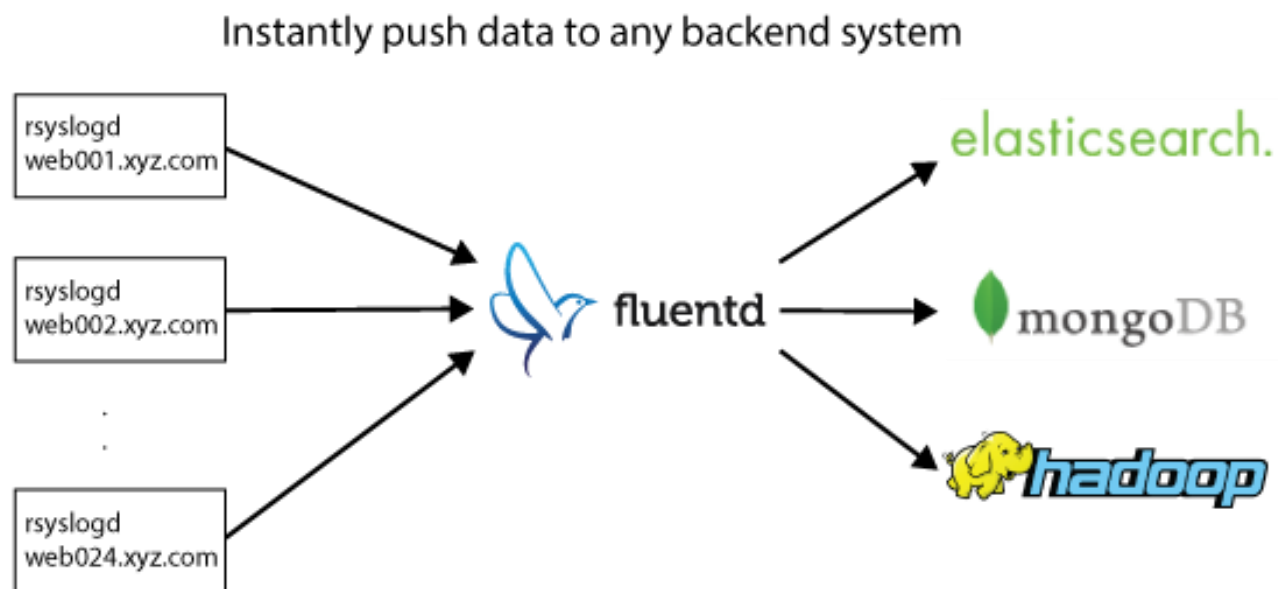 Instantly push data to any backend system
rsyslogd
web001.xyz.com
rsyslogd
web002.xyz.com
.
.
rsyslogd
web024.xyz.com
fluentd
elasticsearch.
mongoDB
hadoop